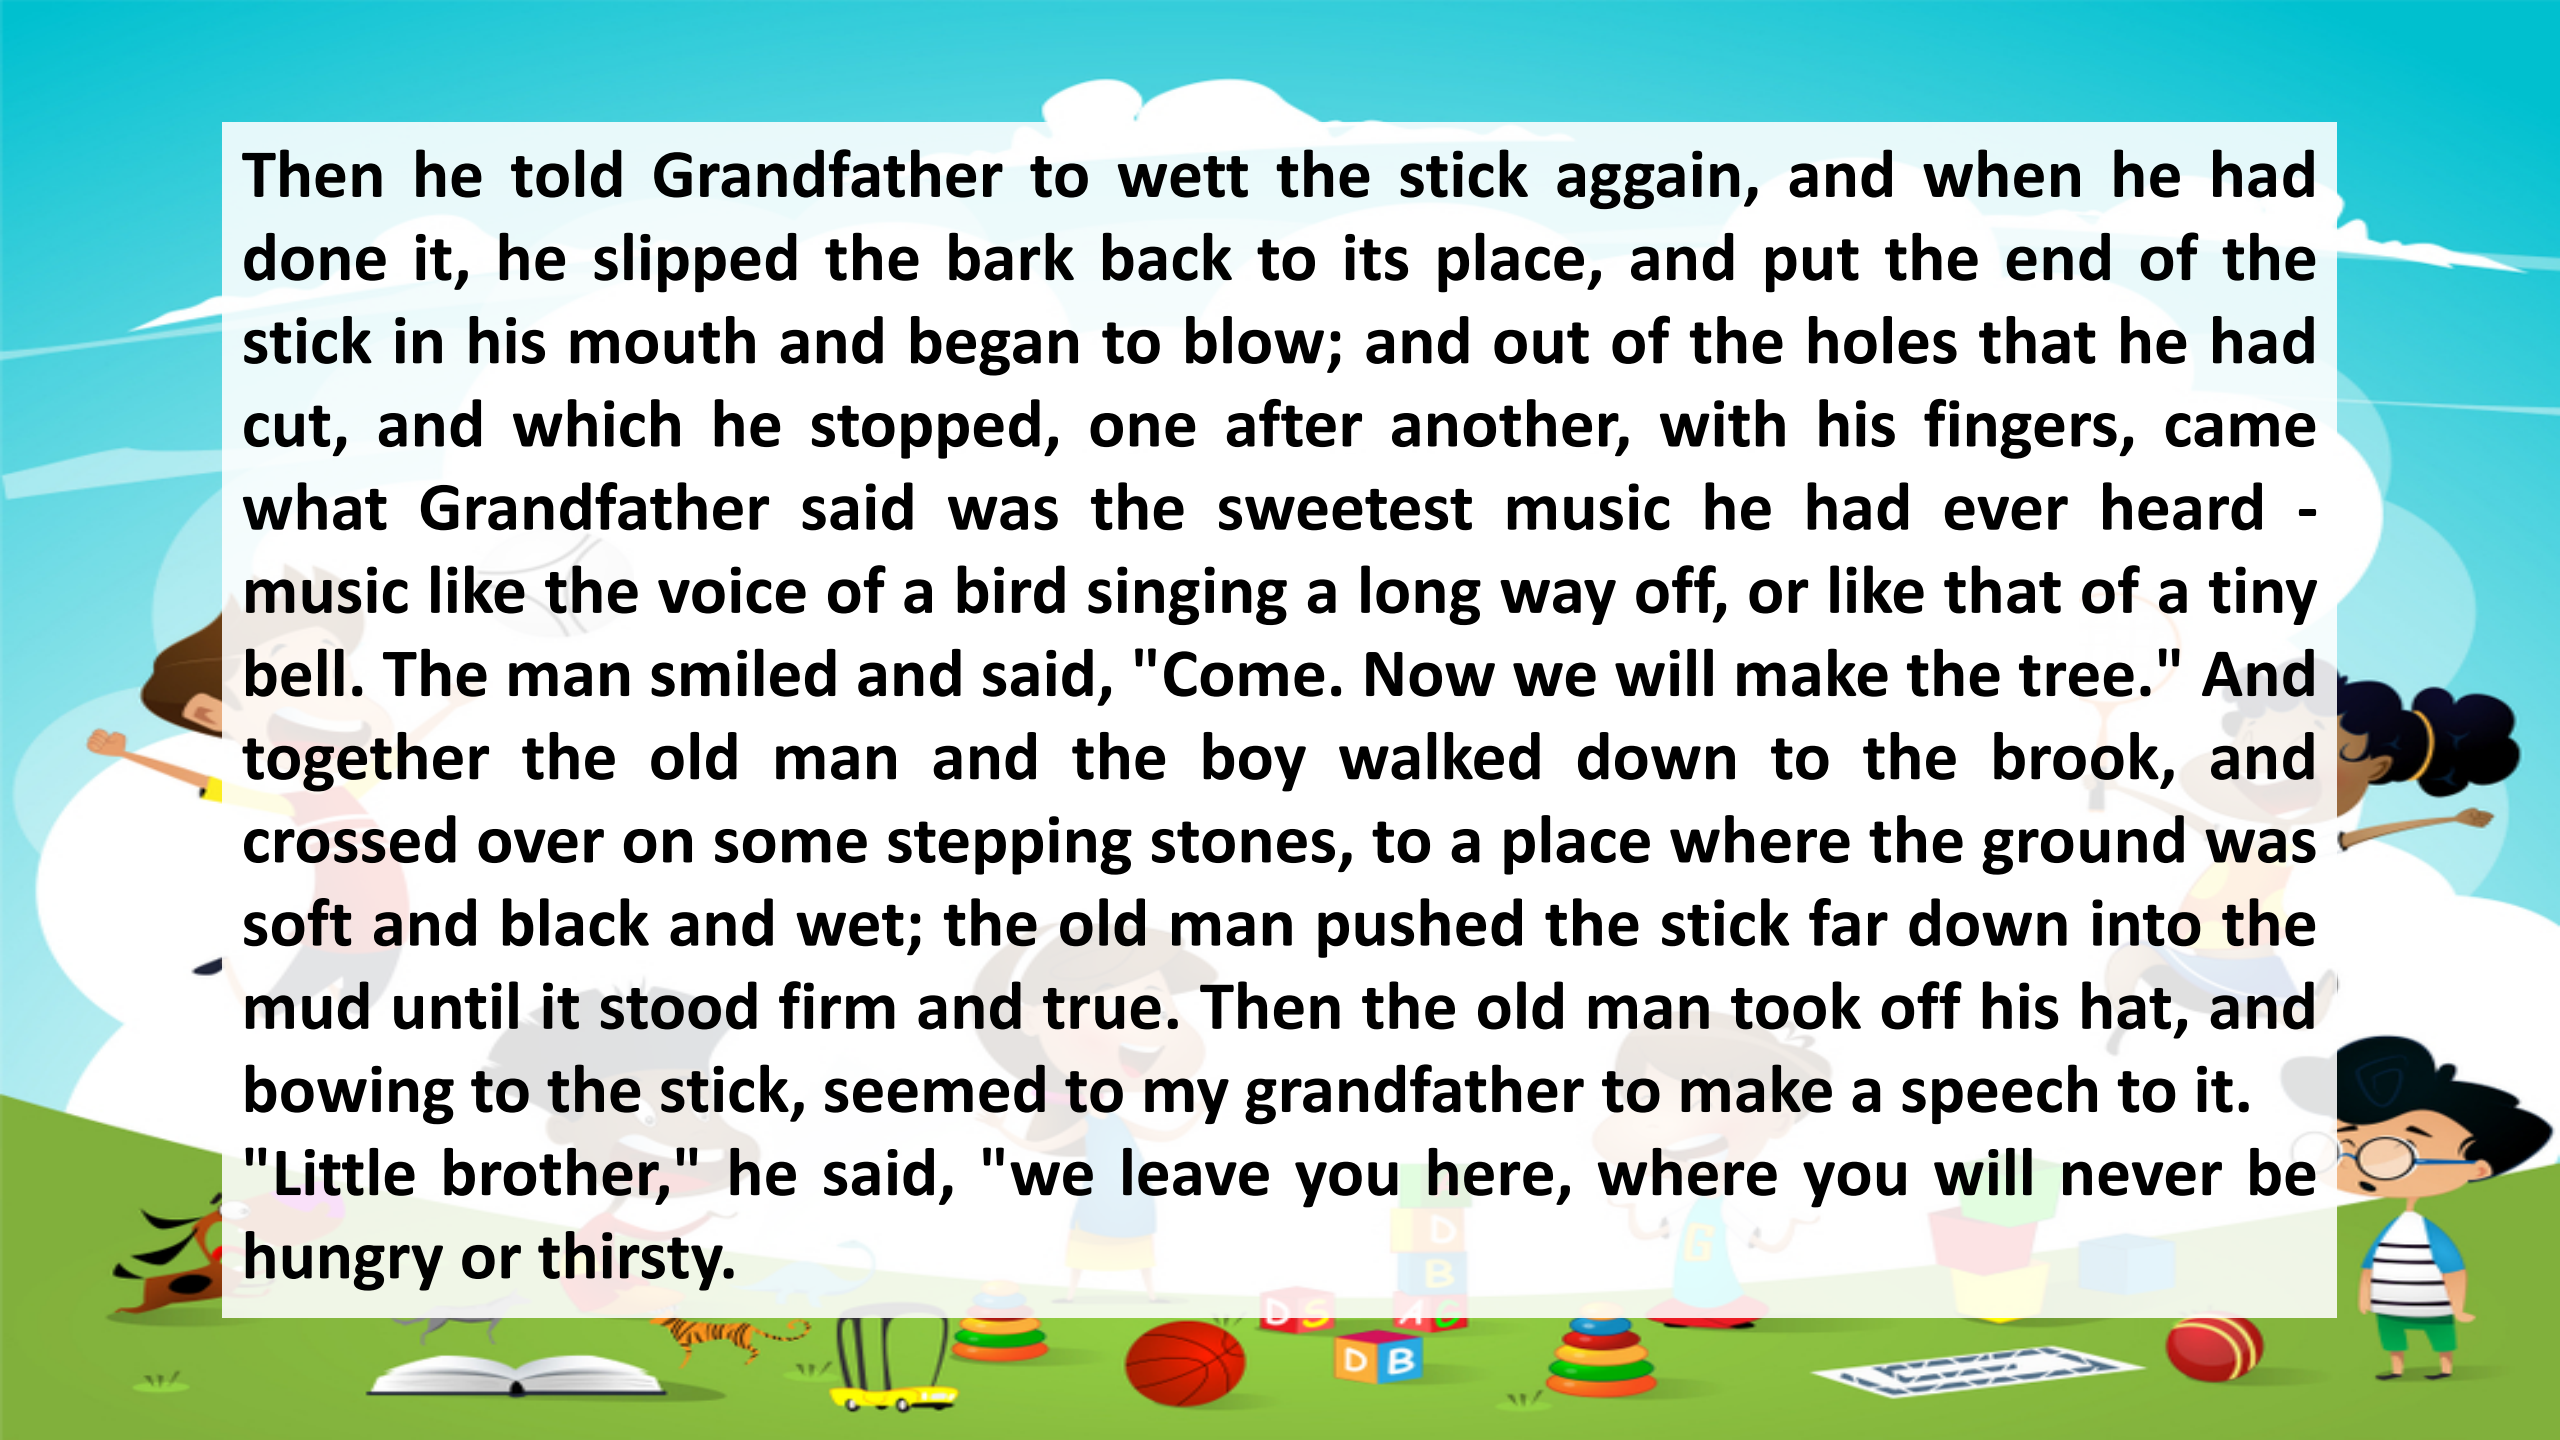 Then he told Grandfather to wett the stick aggain, and when he had
done it, he slipped the bark back to its place, and put the end of the
stick in his mouth and began to blow; and out of the holes that he had
cut, and which he stopped, one after another, with his fingers, came
what Grandfather said was the sweetest music he had ever heard -
music like the voice of a bird singing a long way off, or like that of a tiny
bell. The man smiled and said, "Come. Now we will make the tree." And
together the old man and the boy walked down to the brook, and
crossed over on some stepping stones, to a place where the ground was
soft and black and wet; the old man pushed the stick far down into the
mud until it stood firm and true. Then the old man took off his hat, and
bowing to the stick, seemed to my grandfather to make a speech to it.
"Little brother," he said, "we leave you here, where you will never be
hungry or thirsty.
G
D
B
D S A G
D B